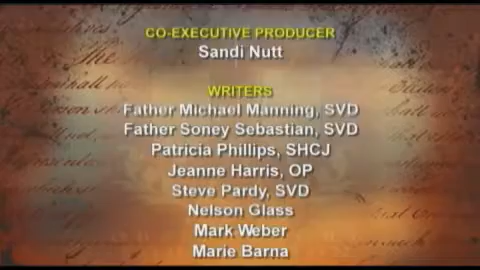 CO-EXECUTIVE PRODUCER
Sandi Nutt
WRITERS
Father Michael Manning, SVD
Father Soney Sebastian, SVD
Patricia Phillips, SHCJ
Jeanne Harris, OP
Steve Pardy, SVD
Nelson Glass
Mark Weber
Marie Barna